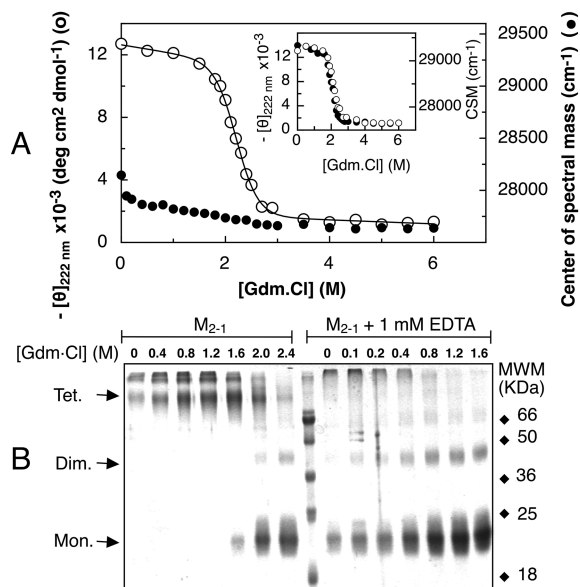 A
- [θ]222 nm x10-3 (deg cm2 dmol-1) (o)
12
8
4
0
0
2
4
6
[Gdm.Cl] (M)
29500
29000
28500
28000
Center of spectral mass (cm-1) (●)
- [θ]222 nm x10-3
16
12
8
4
0
0 1 2 3 4 5 6
[Gdm.Cl] (M)
29000
28000
CSM (cm-1)
B
M2-1
M2-1 + 1 mM EDTA
[Gdm·Cl] (M) 0 0.4 0.8 1.2 1.6 2.0 2.4 0 0.1 0.2 0.4 0.8 1.2 1.6
MWM
(KDa)
Tet.
Dim.
Mon.
66
50
36
25
18